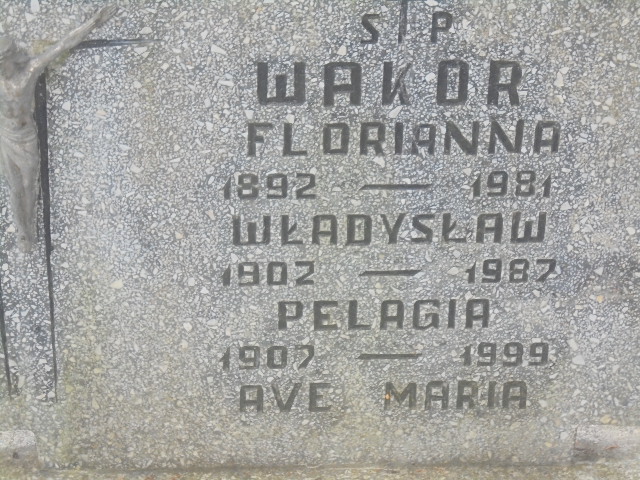 S P
WAKOR
FLORIANNA
1892 — 1981
WŁADYSŁAW
1902 — 1987
PELAGIA
1907 — 1999
AVE MARIA